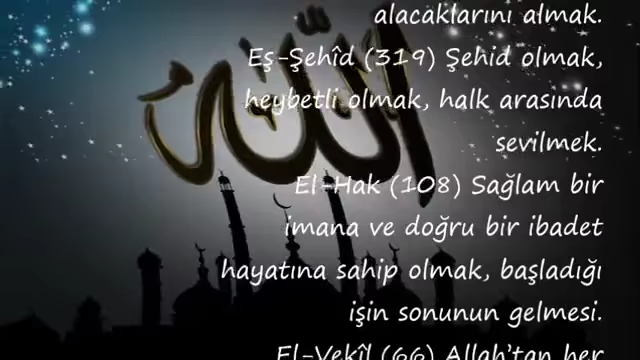 alacaklarını almak.
Eş-Şehîd (319) Şehid olmak,
heybetli olmak, halk arasında
sevilmek.
El-Hak (108) Sağlam bir
imana ve doğru bir ibadet
hayatına sahip olmak, başladığı
işin sonunun gelmesi.
El-Vekîl (66) Allah’tan her
الله